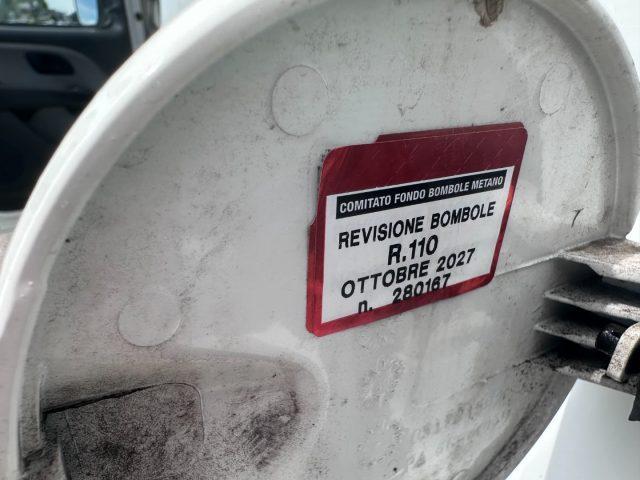 COMITATO FONDO BOMBOLE METANO
REVISIONE BOMBOLE
R.110
OTTOBRE 2027
n. 280167